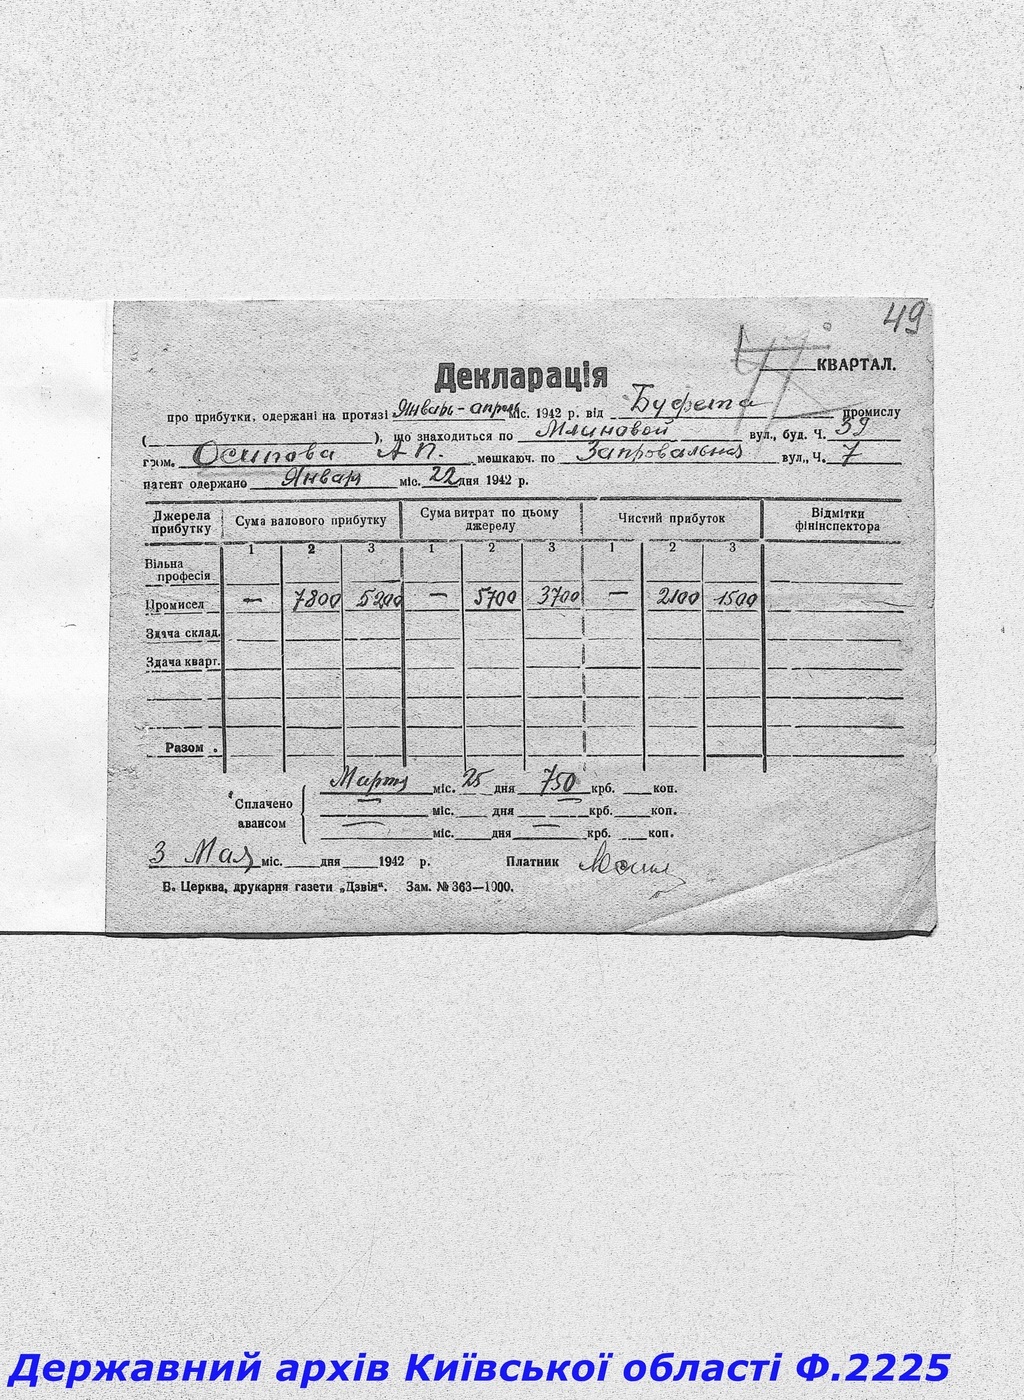 49
КВАРТАЛ.
Декларація
про прибутки, одержані на протязі Январь-апрель міс. 1942 р. від Буфета промислу
( ), що знаходиться по Млиновой вул., буд. Ч. 39
гром. Осипова А П. мешкаюч. по Запровальная вул., Ч. 7
патент одержано Январь міс. 22 дня 1942 р.
Джерела прибутку Сума валового прибутку Сума витрат по цьому джерелу Чистий прибуток Відмітки фінінспектора
1 2 3 1 2 3 1 2 3
Вільна професія
Промисел — 7800 5200 — 5700 3700 — 2100 1500
Здача склад.
Здача кварт.
Разом .
Сплачено авансом
Марта міс. 25 дня 750 крб. коп.
— міс. дня — крб. коп.
— міс. дня — крб. коп.
3 Мая міс. дня 1942 р. Платник
Б. Церква, друкарня газети „Дзвін“. Зам. № 363—1000.
Державний архів Київської області Ф.2225